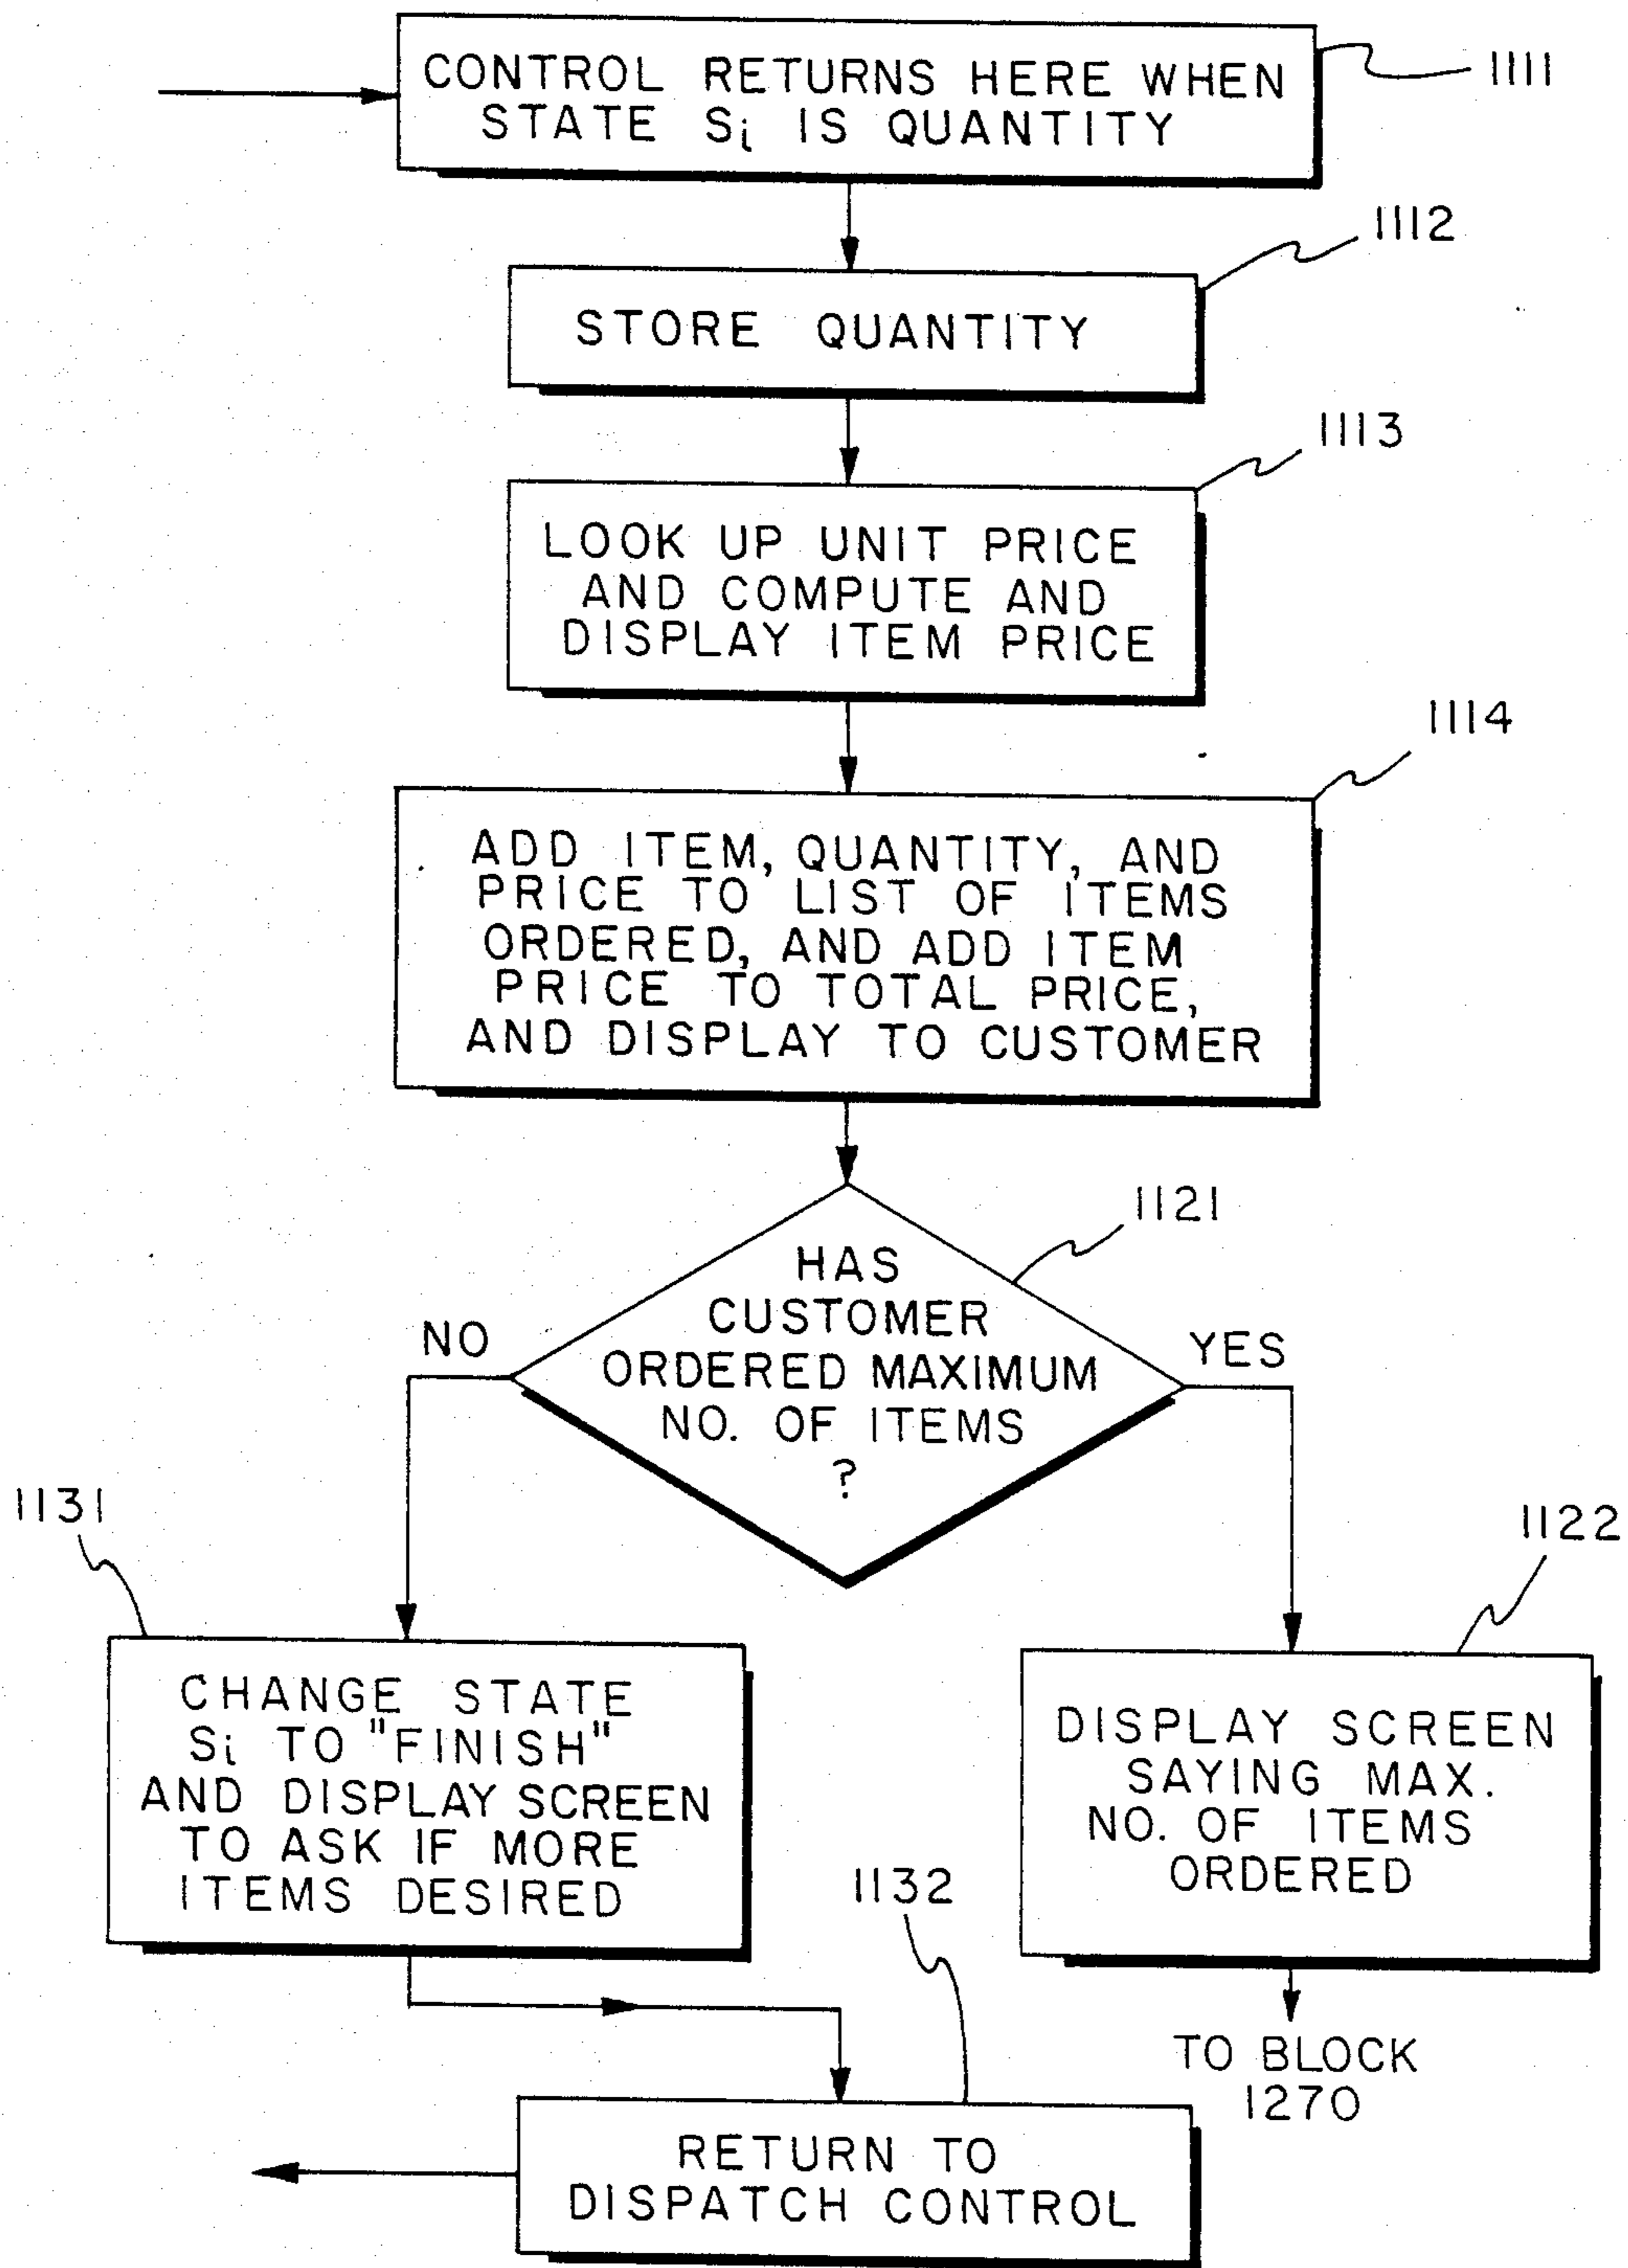 CONTROL RETURNS HERE WHEN
STATE Si IS QUANTITY
1111
1112
STORE QUANTITY
1113
LOOK UP UNIT PRICE
AND COMPUTE AND
DISPLAY ITEM PRICE
1114
ADD ITEM, QUANTITY, AND
PRICE TO LIST OF ITEMS
ORDERED, AND ADD ITEM
PRICE TO TOTAL PRICE,
AND DISPLAY TO CUSTOMER
1121
HAS
CUSTOMER
ORDERED MAXIMUM
NO. OF ITEMS
?
NO
YES
1131
CHANGE STATE
Si TO "FINISH"
AND DISPLAY SCREEN
TO ASK IF MORE
ITEMS DESIRED
1122
DISPLAY SCREEN
SAYING MAX.
NO. OF ITEMS
ORDERED
TO BLOCK
1270
1132
RETURN TO
DISPATCH CONTROL